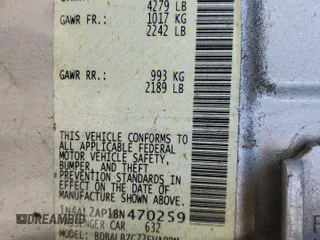 4279 LB
GAWR FR.: 1017 KG
2242 LB
GAWR RR.: 993 KG
2189 LB
THIS VEHICLE CONFORMS TO
ALL APPLICABLE FEDERAL
MOTOR VEHICLE SAFETY,
BUMPER, AND THEFT
PREVENTION STANDARDS IN
EFFECT ON THE DATE OF
MANUFACTURE SHOWN ABOVE.
1N4AL2AP18N470259
PASSENGER CAR 632
MODEL: